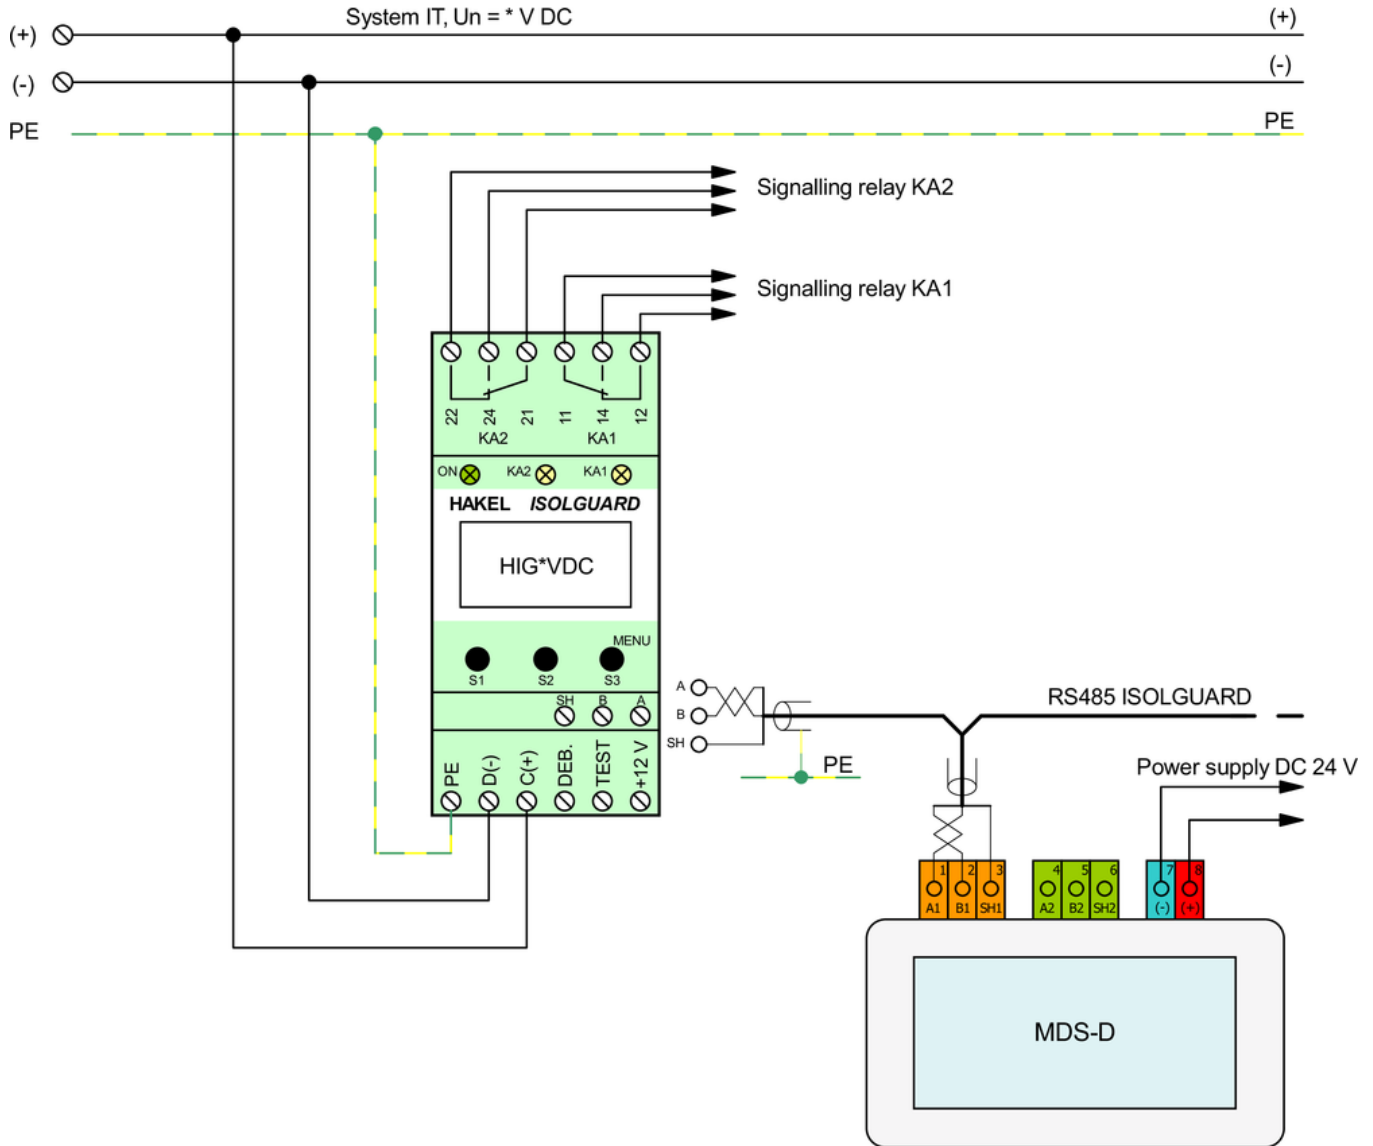 System IT, Un = * V DC
(+) (+)
(-) (-)
PE PE
Signalling relay KA2
Signalling relay KA1
22 24 21 11 14 12
KA2 KA1
ON KA2 KA1
HAKEL ISOLGUARD
HIG*VDC
MENU
S1 S2 S3
SH B A
PE D(-) C(+) DEB. TEST +12 V
A
B
SH
PE
RS485 ISOLGUARD
Power supply DC 24 V
1 2 3 4 5 6 7 8
A1 B1 SH1 A2 B2 SH2 (-) (+)
MDS-D